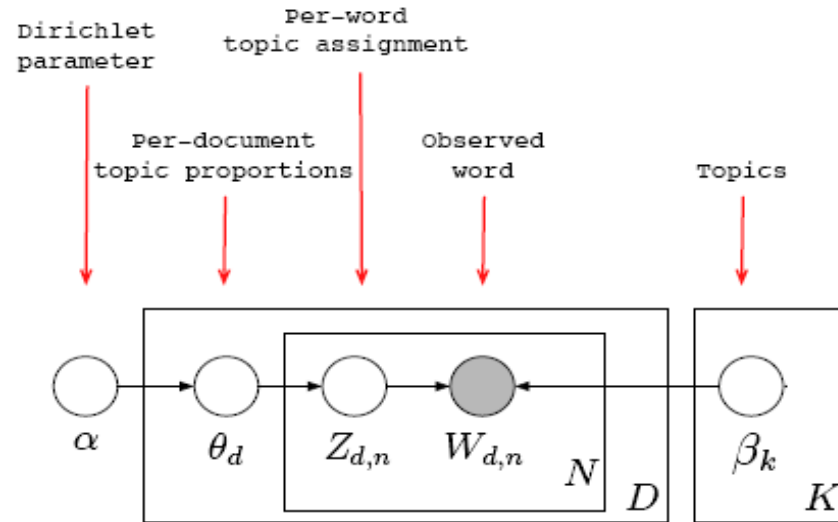 Dirichlet
parameter
Per-word
topic assignment
Per-document
topic proportions
Observed
word
Topics
α
θ_d
Z_{d,n}
W_{d,n}
N
D
β_k
K